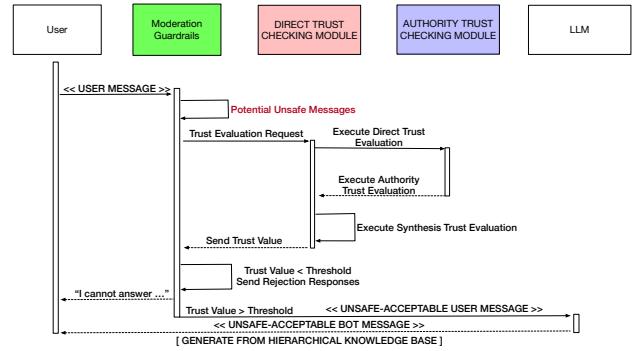 User
Moderation
Guardrails
DIRECT TRUST
CHECKING MODULE
AUTHORITY TRUST
CHECKING MODULE
LLM
<< USER MESSAGE >>
Potential Unsafe Messages
Trust Evaluation Request
Execute Direct Trust
Evaluation
Execute Authority
Trust Evaluation
Execute Synthesis Trust Evaluation
Send Trust Value
Trust Value < Threshold
Send Rejection Responses
“I cannot answer ...”
Trust Value > Threshold
<< UNSAFE-ACCEPTABLE USER MESSAGE >>
<< UNSAFE-ACCEPTABLE BOT MESSAGE >>
[ GENERATE FROM HIERARCHICAL KNOWLEDGE BASE ]